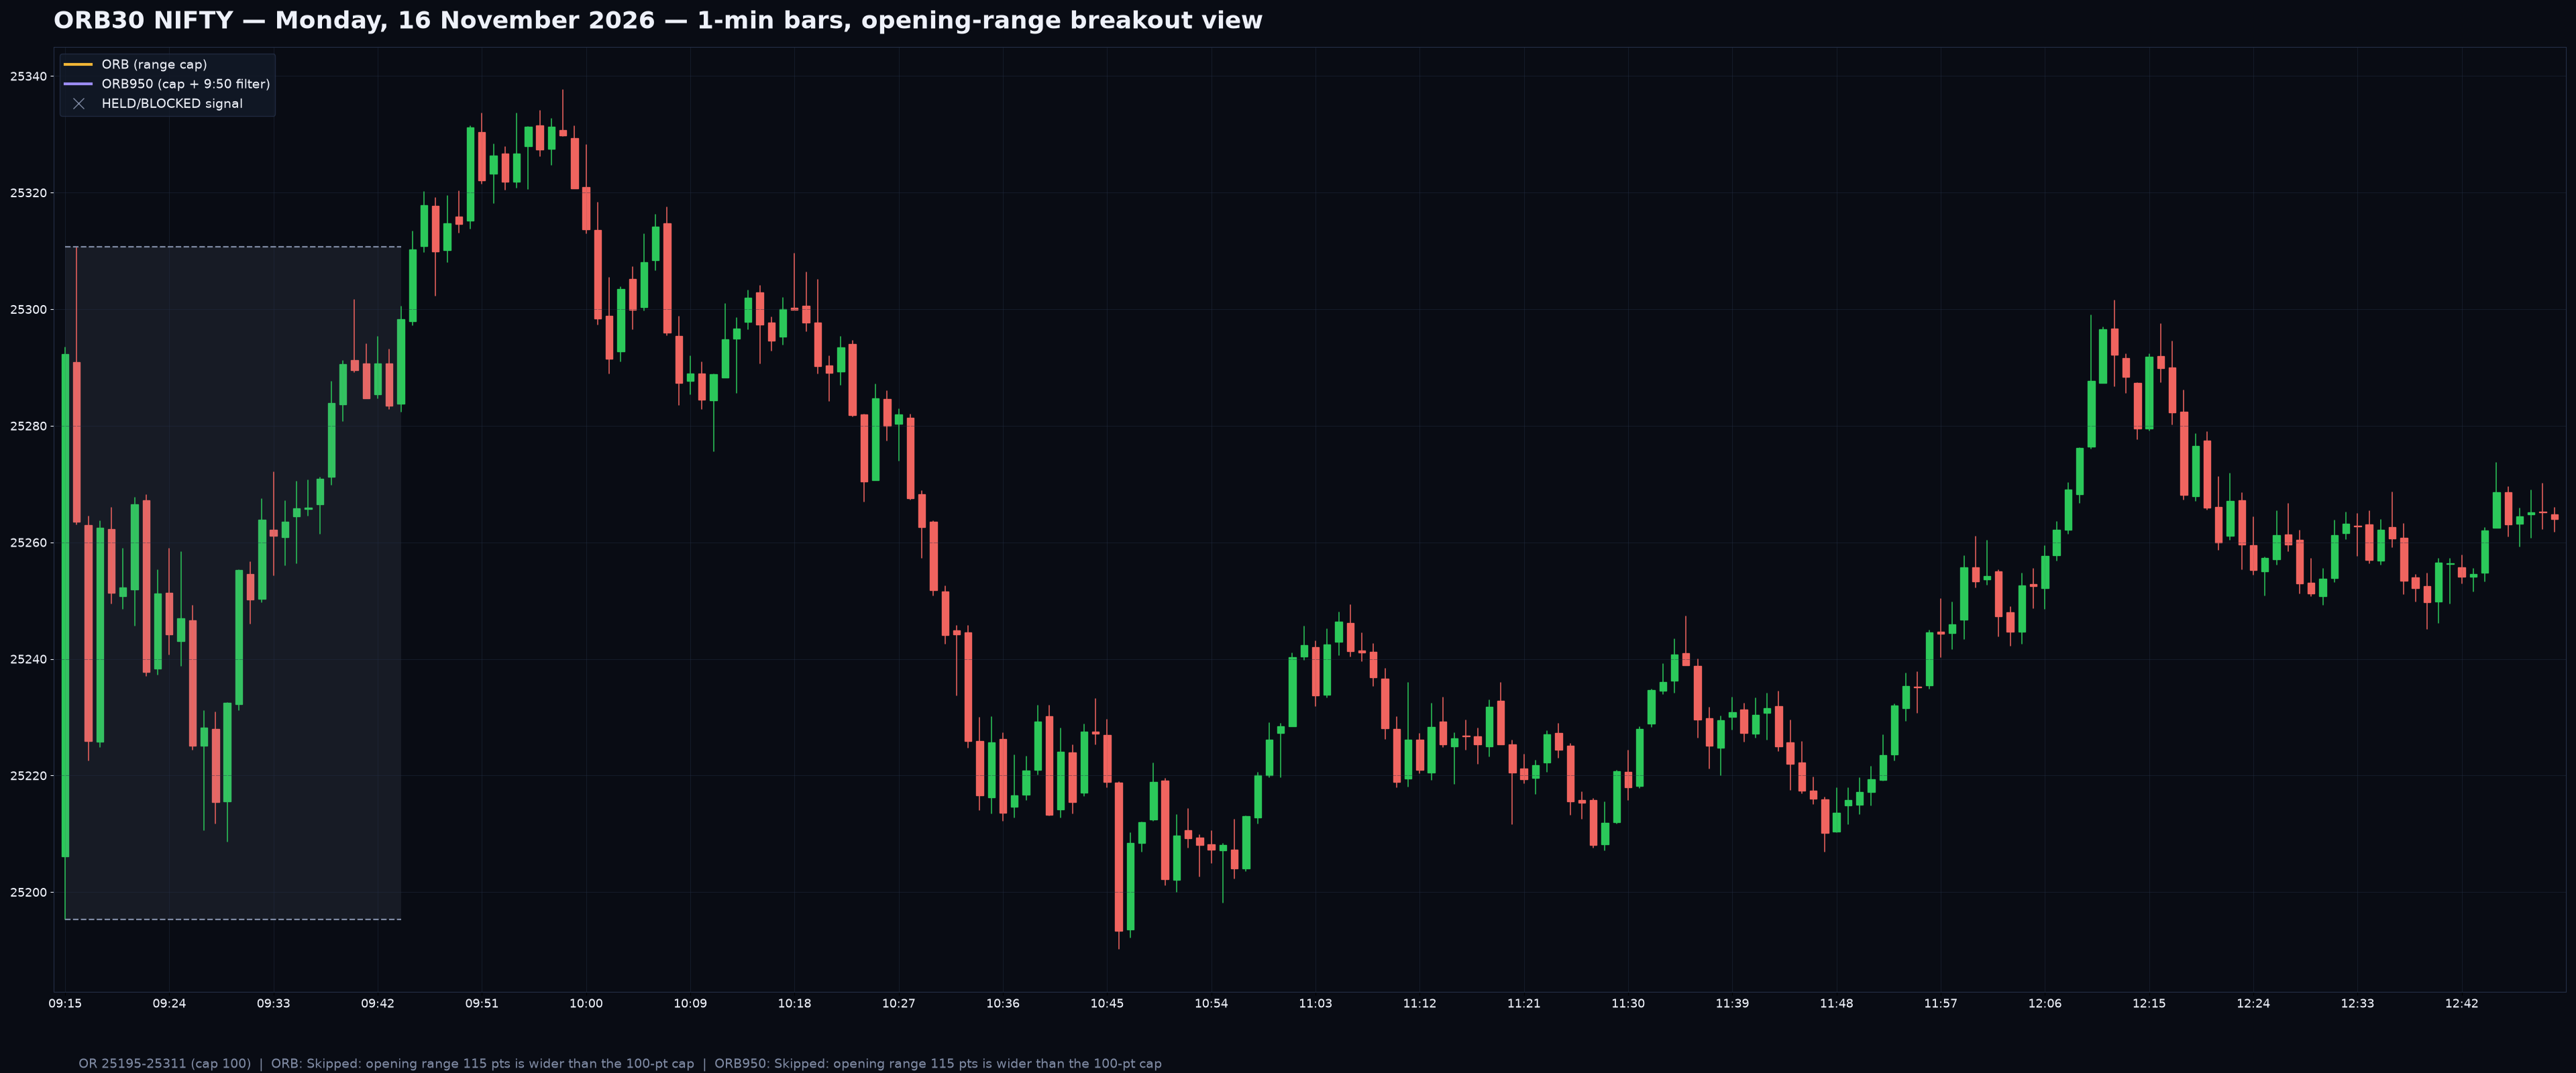 ORB30 NIFTY — Monday, 16 November 2026 — 1-min bars, opening-range breakout view
ORB (range cap)
ORB950 (cap + 9:50 filter)
HELD/BLOCKED signal
25340
25320
25300
25280
25260
25240
25220
25200
09:15 09:24 09:33 09:42 09:51 10:00 10:09 10:18 10:27 10:36 10:45 10:54 11:03 11:12 11:21 11:30 11:39 11:48 11:57 12:06 12:15 12:24 12:33 12:42
OR 25195-25311 (cap 100) | ORB: Skipped: opening range 115 pts is wider than the 100-pt cap | ORB950: Skipped: opening range 115 pts is wider than the 100-pt cap